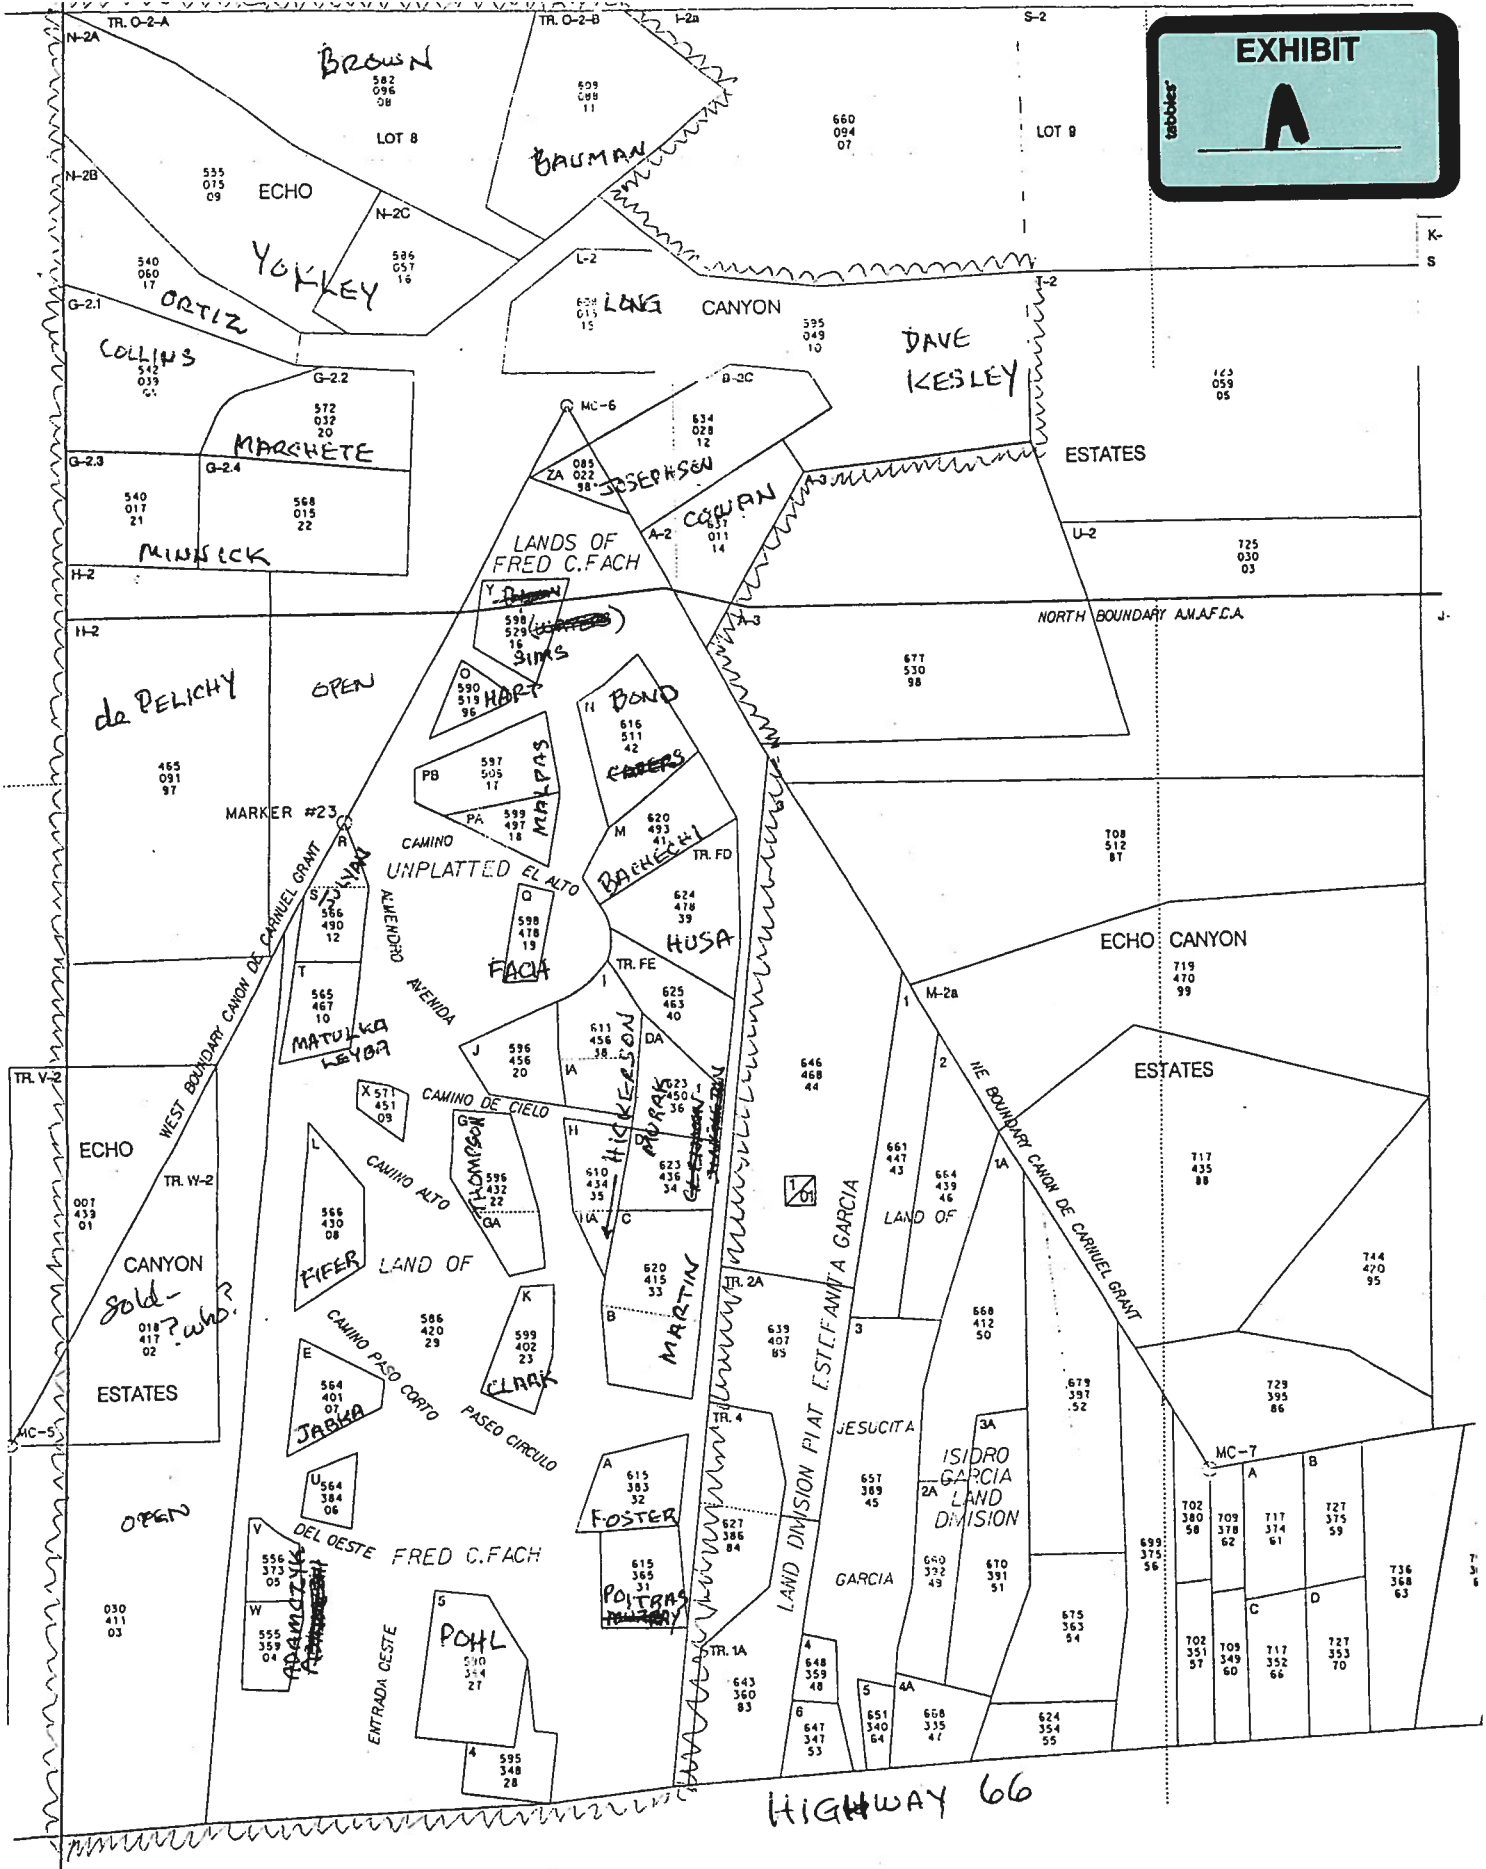 TR. O-2-A
TR. O-2-B
I-2a
S-2
EXHIBIT
tabbies
A
N-2A
BROWN
582
096
08
LOT 8
609
088
11
BAUMAN
660
094
07
LOT 9
N-2B
535
075
09
ECHO
N-2C
YOKLEY
586
057
16
K-
S
540
060
17
ORTIZ
L-2
LONG
15
CANYON
T-2
G-2.1
COLLINS
542
039
595
049
10
DAVE
KESLEY
G-2.2
572
032
20
MARCHETE
MC-6
B-2C
634
028
12
059
05
ESTATES
G-2.3
G-2.4
540
017
21
568
015
22
MINNICK
ZA
085
022
98
JOSEPHSEN
A-3
COWAN
A-2
637
011
14
U-2
725
030
03
LANDS OF
FRED C.FACH
H-2
Y
598
529
16
SIMS
H-2
A-3
NORTH BOUNDARY A.M.A.F.C.A.
J-
de PELICHY
OPEN
O
590
519
96
HART
N
BOND
616
511
42
677
530
98
465
091
97
PB
597
505
17
MALPAS
PA
599
497
18
MARKER #23
R
CAMINO
M
620
493
41
BACHECHI
TR. FD
708
512
87
UNPLATTED
EL ALTO
S
566
490
12
ALMENDRO
Q
598
478
19
FACIA
624
478
39
HUSA
ECHO CANYON
719
470
99
WEST BOUNDARY CANON DE CARNUEL GRANT
T
565
467
10
MATULKA
LEYBA
AVENIDA
TR. FE
I
625
463
40
1
M-2a
J
596
456
20
611
456
38
IA
HICKERSON
DA
623
450
36
646
468
44
2
NE BOUNDARY CANON DE CARNUEL GRANT
ESTATES
TR. V-2
ECHO
X 571
451
09
CAMINO DE CIELO
G
THOMPSON
596
432
22
GA
H
610
434
35
HA
D
623
436
34
C
661
447
43
664
439
46
1A
717
435
88
TR. W-2
L
CAMINO ALTO
1/01
LAND OF
007
433
01
566
430
08
FIFER
LAND OF
CANYON
sold-
? who?
018
417
02
620
415
33
MARTIN
B
TR. 2A
3
744
420
95
668
412
50
CAMINO PASO CORTO
586
420
29
K
599
402
23
CLARK
639
407
85
LAND DIVISION PLAT ESTEFANITA GARCIA
ESTATES
E
564
401
07
JABKA
679
397
52
729
395
86
MC-5
PASEO CIRCULO
TR. 4
JESUCITA
3A
ISIDRO
GARCIA
LAND
DIVISION
MC-7
U 564
384
06
A
615
383
32
FOSTER
657
389
45
2A
A
B
702
380
58
709
378
62
717
374
61
727
375
59
OPEN
V
556
373
05
DEL OESTE
FRED C.FACH
615
365
31
POITRAS
627
386
84
GARCIA
49
670
391
51
699
375
56
736
368
63
030
411
03
W
555
359
04
ADAMCZYK
5
POHL
27
ENTRADA OESTE
TR. 1A
643
360
83
4
648
359
48
675
363
54
C
D
702
351
57
709
349
60
717
352
66
727
353
70
4
595
348
28
6
647
347
53
5
651
340
64
4A
668
335
47
624
354
55
HIGHWAY 66